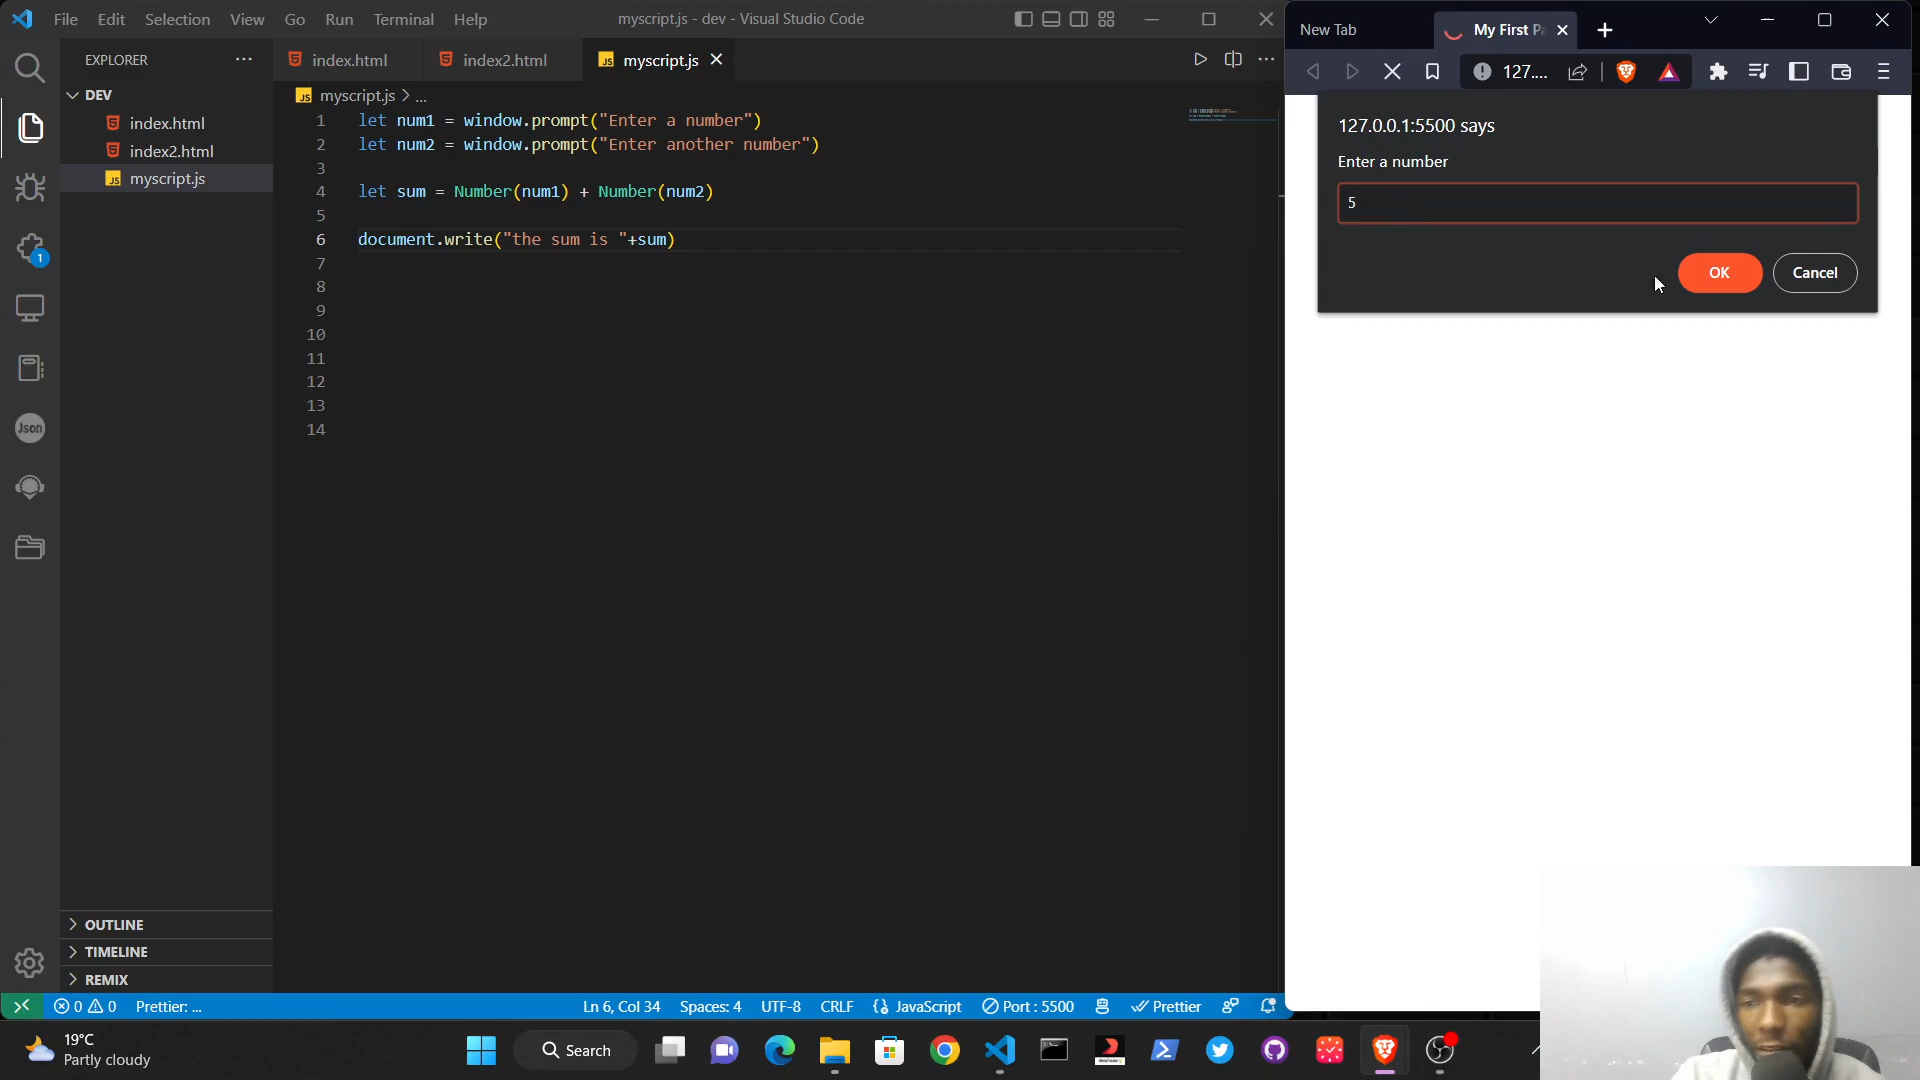 File Edit Selection View Go Run Terminal Help
myscript.js - dev - Visual Studio Code
EXPLORER
DEV
index.html
index2.html
myscript.js
index.html index2.html myscript.js
myscript.js > ...
1 let num1 = window.prompt("Enter a number")
2 let num2 = window.prompt("Enter another number")
3
4 let sum = Number(num1) + Number(num2)
5
6 document.write("the sum is "+sum)
7
8
9
10
11
12
13
14
1
Json
OUTLINE
TIMELINE
REMIX
0 0 Prettier: ...
Ln 6, Col 34 Spaces: 4 UTF-8 CRLF {} JavaScript Port : 5500 Prettier
New Tab
My First Pa
127....
127.0.0.1:5500 says
Enter a number
5
OK Cancel
19°C
Partly cloudy
Search